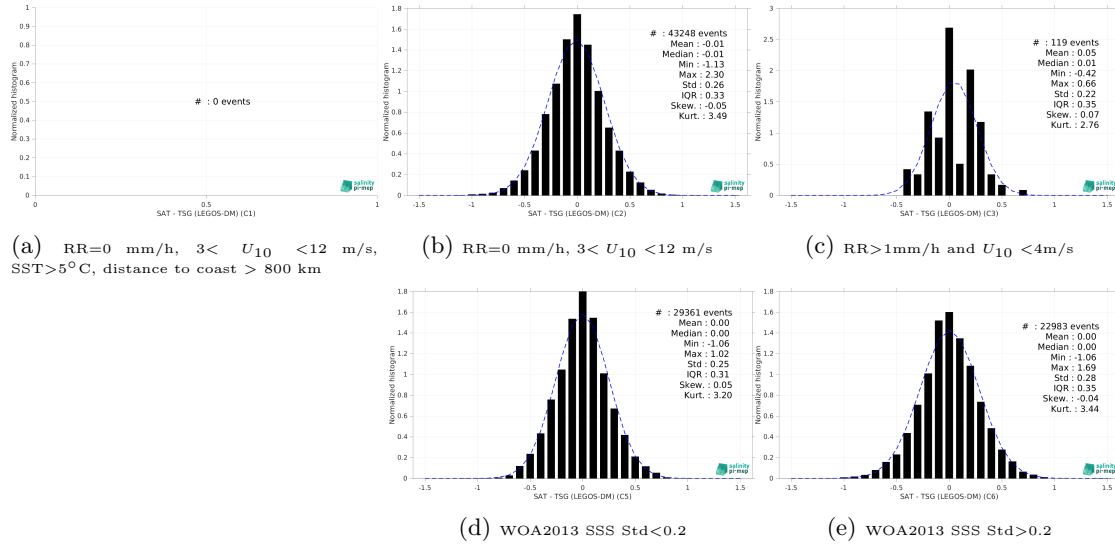 1
0.9
0.8
0.7
0.6
0.5
0.4
0.3
0.2
0.1
0
Normalized histogram
# : 0 events
salinity
pi-mep
0 0.5 1
SAT - TSG (LEGOS-DM) (C1)
(a) RR=0 mm/h, 3< U10 <12 m/s,
SST>5°C, distance to coast > 800 km
1.8
1.6
1.4
1.2
1
0.8
0.6
0.4
0.2
0
Normalized histogram
# : 43248 events
Mean : -0.01
Median : -0.01
Min : -1.13
Max : 2.30
Std : 0.26
IQR : 0.33
Skew. : -0.05
Kurt. : 3.49
salinity
pi-mep
-1.5 -1 -0.5 0 0.5 1 1.5
SAT - TSG (LEGOS-DM) (C2)
(b) RR=0 mm/h, 3< U10 <12 m/s
3
2.5
2
1.5
1
0.5
0
Normalized histogram
# : 119 events
Mean : 0.05
Median : 0.01
Min : -0.42
Max : 0.66
Std : 0.22
IQR : 0.35
Skew. : 0.07
Kurt. : 2.76
salinity
pi-mep
-1.5 -1 -0.5 0 0.5 1 1.5
SAT - TSG (LEGOS-DM) (C3)
(c) RR>1mm/h and U10 <4m/s
1.8
1.6
1.4
1.2
1
0.8
0.6
0.4
0.2
0
Normalized histogram
# : 29361 events
Mean : 0.00
Median : 0.00
Min : -1.06
Max : 1.02
Std : 0.25
IQR : 0.31
Skew. : 0.05
Kurt. : 3.20
salinity
pi-mep
-1.5 -1 -0.5 0 0.5 1 1.5
SAT - TSG (LEGOS-DM) (C5)
(d) WOA2013 SSS Std<0.2
1.8
1.6
1.4
1.2
1
0.8
0.6
0.4
0.2
0
Normalized histogram
# : 22983 events
Mean : 0.00
Median : 0.00
Min : -1.06
Max : 1.69
Std : 0.28
IQR : 0.35
Skew. : -0.04
Kurt. : 3.44
salinity
pi-mep
-1.5 -1 -0.5 0 0.5 1 1.5
SAT - TSG (LEGOS-DM) (C6)
(e) WOA2013 SSS Std>0.2